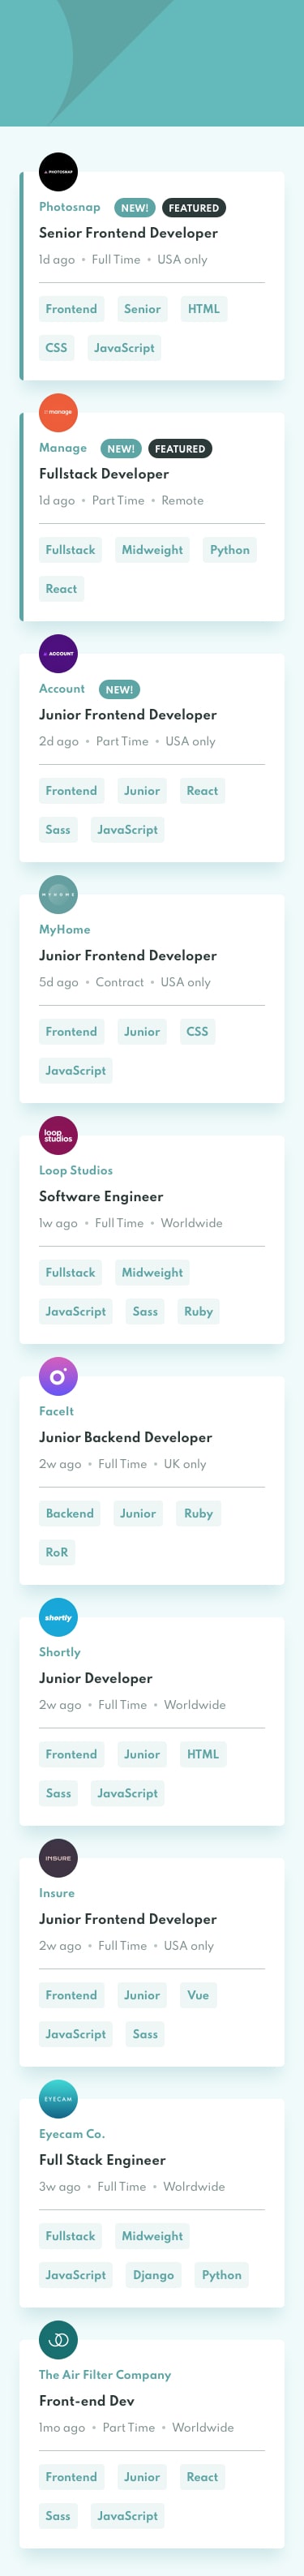 PHOTOSNAP
Photosnap NEW! FEATURED
Senior Frontend Developer
1d ago • Full Time • USA only
Frontend Senior HTML
CSS JavaScript
manage
Manage NEW! FEATURED
Fullstack Developer
1d ago • Part Time • Remote
Fullstack Midweight Python
React
ACCOUNT
Account NEW!
Junior Frontend Developer
2d ago • Part Time • USA only
Frontend Junior React
Sass JavaScript
MYHOME
MyHome
Junior Frontend Developer
5d ago • Contract • USA only
Frontend Junior CSS
JavaScript
loop
studios
Loop Studios
Software Engineer
1w ago • Full Time • Worldwide
Fullstack Midweight
JavaScript Sass Ruby
FaceIt
Junior Backend Developer
2w ago • Full Time • UK only
Backend Junior Ruby
RoR
shortly
Shortly
Junior Developer
2w ago • Full Time • Worldwide
Frontend Junior HTML
Sass JavaScript
INSURE
Insure
Junior Frontend Developer
2w ago • Full Time • USA only
Frontend Junior Vue
JavaScript Sass
EYECAM
Eyecam Co.
Full Stack Engineer
3w ago • Full Time • Wolrdwide
Fullstack Midweight
JavaScript Django Python
The Air Filter Company
Front-end Dev
1mo ago • Part Time • Worldwide
Frontend Junior React
Sass JavaScript